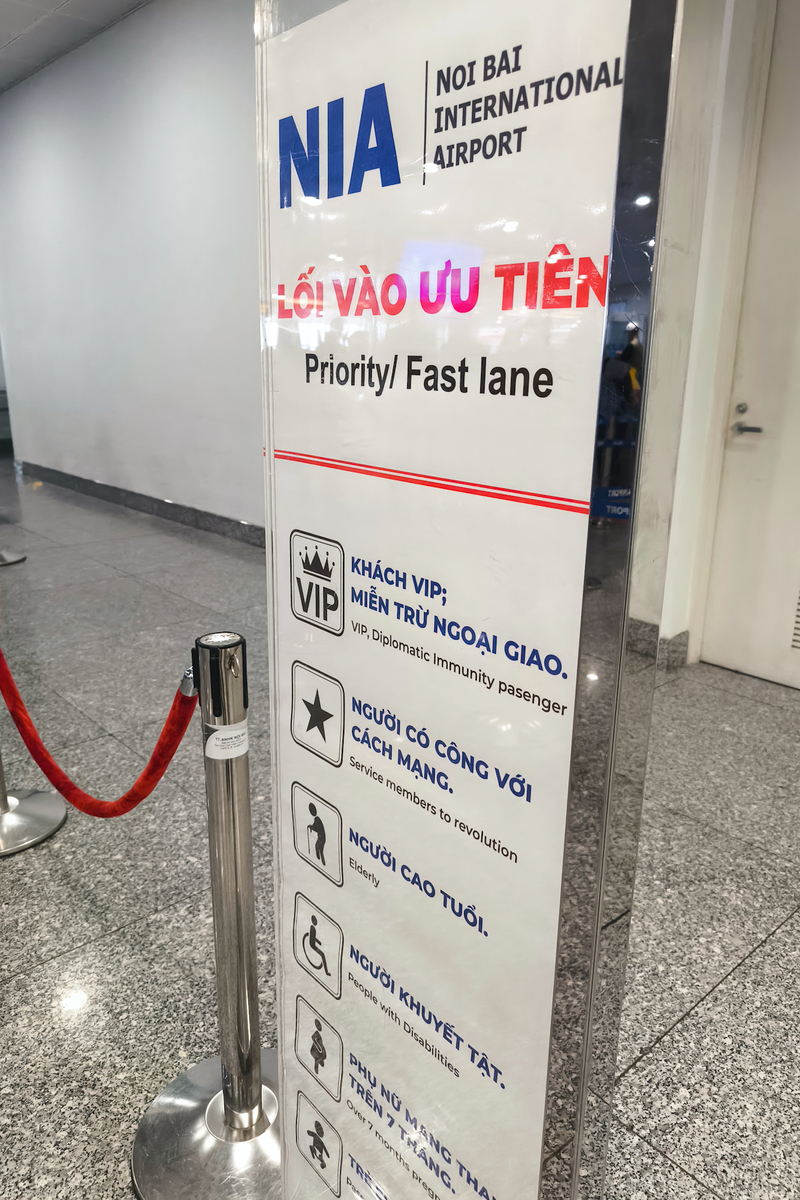 NIA
NOI BAI
INTERNATIONAL
AIRPORT
LỐI VÀO ƯU TIÊN
Priority/ Fast lane
VIP
KHÁCH VIP;
MIỄN TRỪ NGOẠI GIAO.
VIP, Diplomatic Immunity pasenger
NGƯỜI CÓ CÔNG VỚI
CÁCH MẠNG.
Service members to revolution
NGƯỜI CAO TUỔI.
Elderly
NGƯỜI KHUYẾT TẬT.
People with Disabilities
PHỤ NỮ MANG THAI
TRÊN 7 THÁNG.
Over 7 months